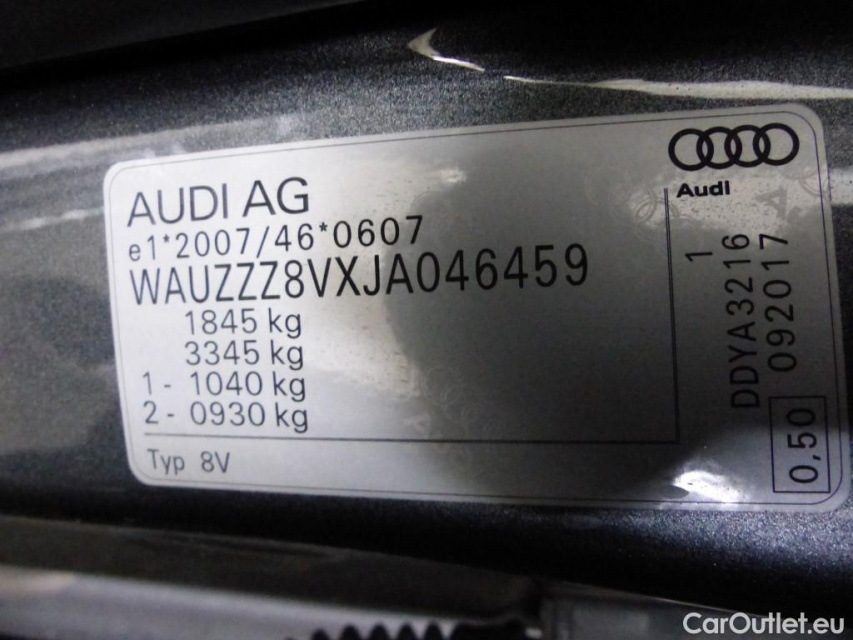 AUDI AG
e1*2007/46*0607
WAUZZZ8VXJA046459
1845 kg
3345 kg
1 - 1040 kg
2 - 0930 kg
Typ 8V
Audi
1
DDYA3216
092017
0,50
CarOutlet.eu